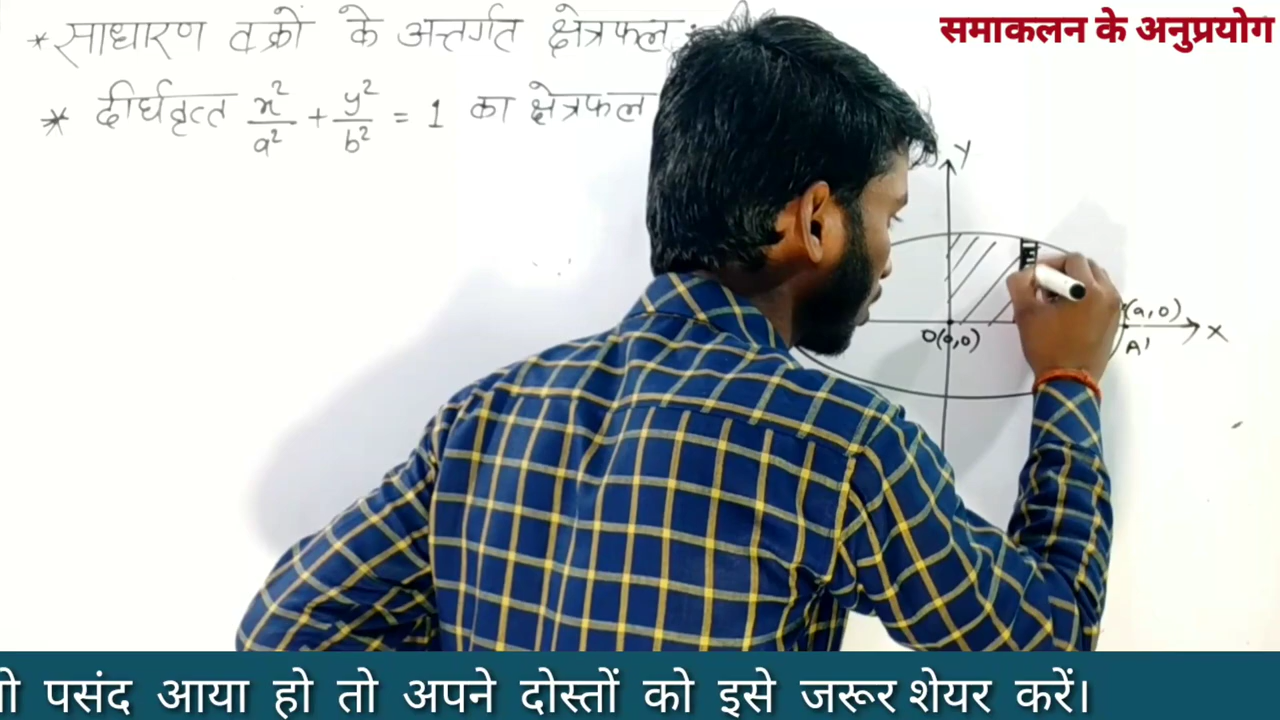 समाकलन के अनुप्रयोग
* साधारण वक्रों के अन्तर्गत क्षेत्रफल :
* दीर्घवृत्त x²/a² + y²/b² = 1 का क्षेत्रफल
Y
(a,0)
O(0,0)
A'
X
पसंद आया हो तो अपने दोस्तों को इसे जरूर शेयर करें।